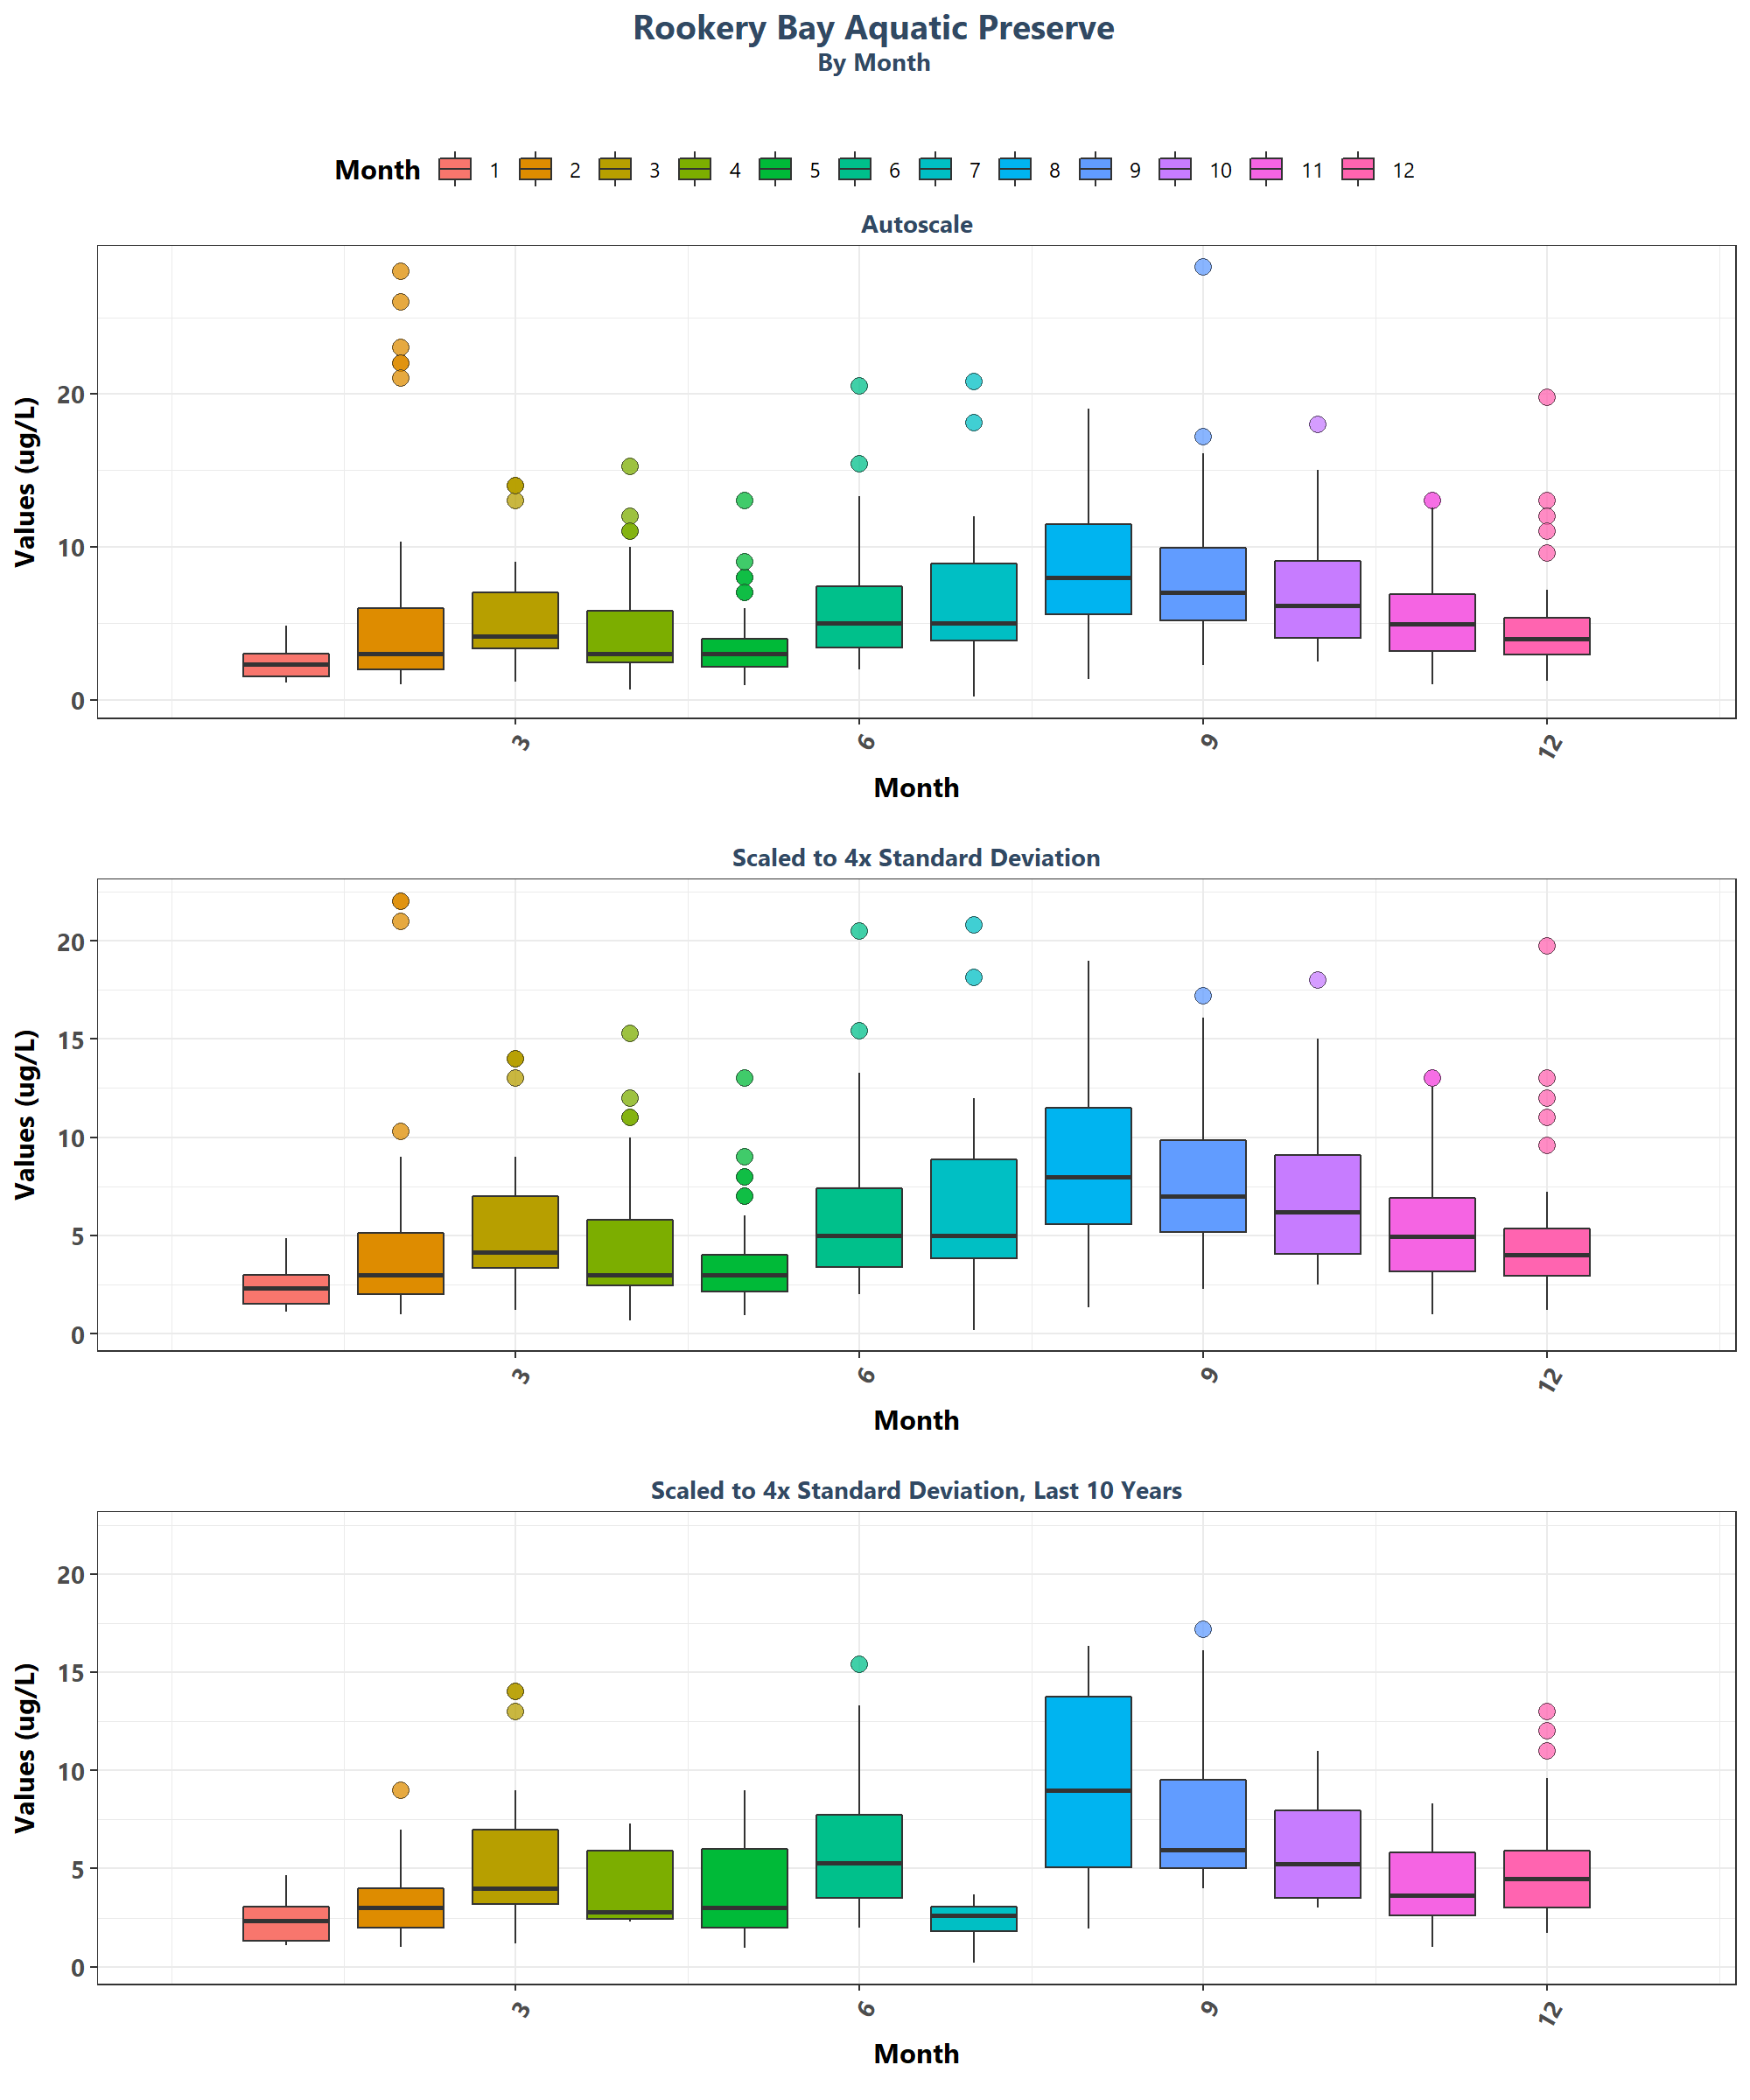 Rookery Bay Aquatic Preserve
By Month
Month 1 2 3 4 5 6 7 8 9 10 11 12
Autoscale
Values (ug/L)
20
10
0
3 6 9 12
Month
Scaled to 4x Standard Deviation
Values (ug/L)
20
15
10
5
0
3 6 9 12
Month
Scaled to 4x Standard Deviation, Last 10 Years
Values (ug/L)
20
15
10
5
0
3 6 9 12
Month